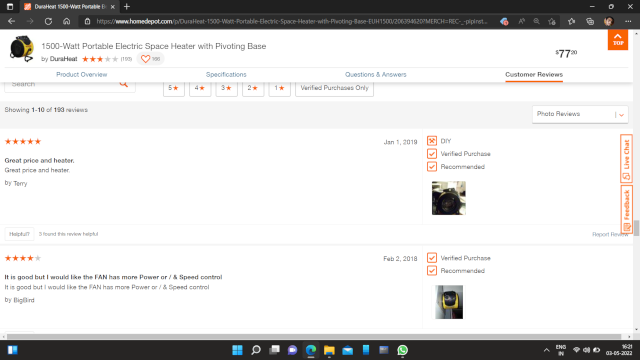 DuraHeat 1500-Watt Portable E
https://www.homedepot.com/p/DuraHeat-1500-Watt-Portable-Electric-Space-Heater-with-Pivoting-Base-EUH1500/206394620?MERCH=REC-_-pipinst...
1500-Watt Portable Electric Space Heater with Pivoting Base
by DuraHeat (193) 556
$77.20
TOP
Product Overview Specifications Questions & Answers Customer Reviews
Search
5★ 4★ 3★ 2★ 1★ Verified Purchases Only
Showing 1-10 of 193 reviews
Photo Reviews
Jan 1, 2019
DIY
Verified Purchase
Recommended
Great price and heater.
Great price and heater.
by Terry
Helpful? 3 found this review helpful
Report Review
Live Chat
Feedback
Feb 2, 2018
Verified Purchase
Recommended
It is good but I would like the FAN has more Power or / & Speed control
It is good but I would like the FAN has more Power or / & Speed control
by BigBird
ENG
IN
16:21
03-05-2022